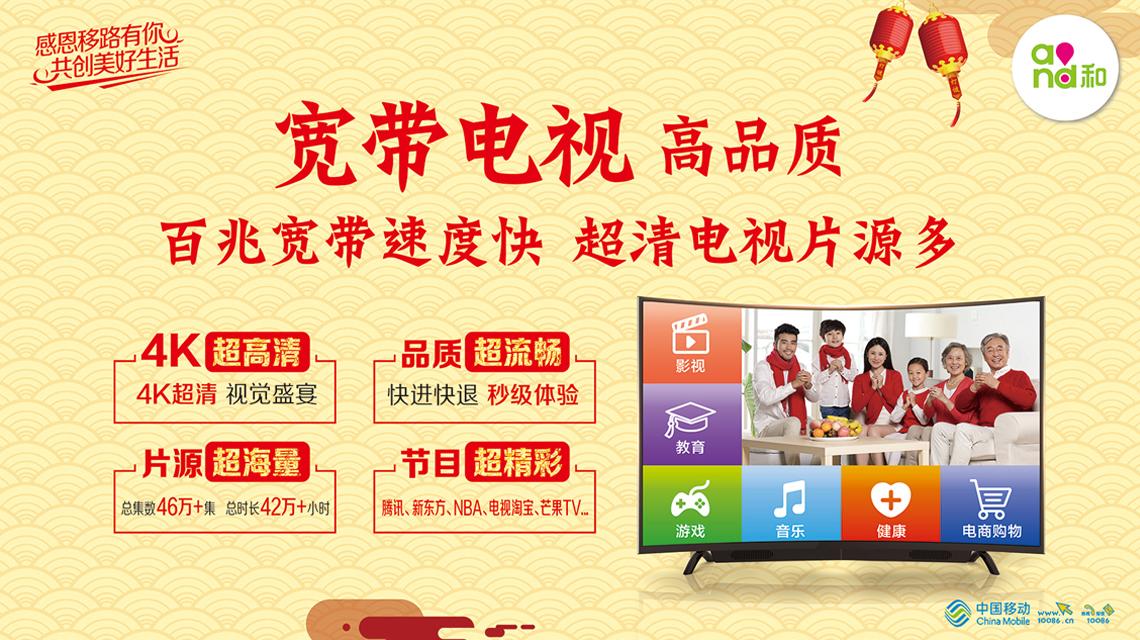 感恩移路有你
共创美好生活
and和
宽带电视 高品质
百兆宽带速度快 超清电视片源多
4K 超高清
4K超清 视觉盛宴
品质 超流畅
快进快退 秒级体验
片源 超海量
总集数46万+集 总时长42万+小时
节目 超精彩
腾讯、新东方、NBA、电视淘宝、芒果TV...
影视
教育
游戏
音乐
健康
电商购物
中国移动
China Mobile
www.
10086.cn
10086